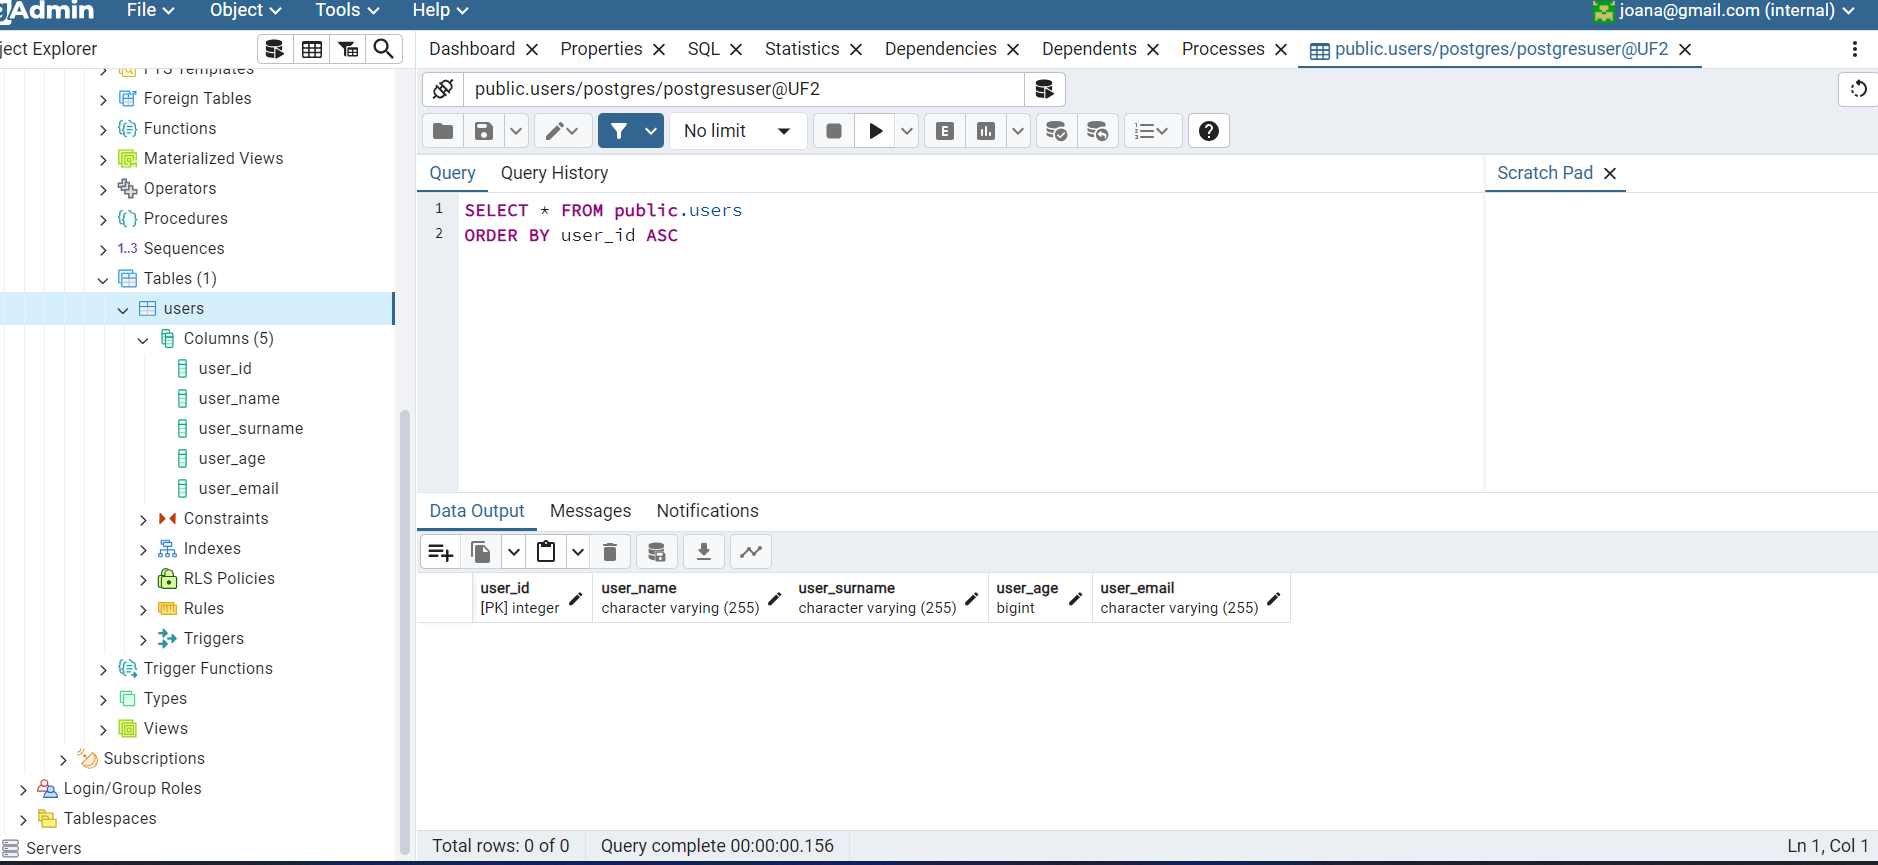 gAdmin File Object Tools Help joana@gmail.com (internal)
ject Explorer
Dashboard Properties SQL Statistics Dependencies Dependents Processes public.users/postgres/postgresuser@UF2
FTS Templates
Foreign Tables
Functions
Materialized Views
Operators
Procedures
1..3 Sequences
Tables (1)
users
Columns (5)
user_id
user_name
user_surname
user_age
user_email
Constraints
Indexes
RLS Policies
Rules
Triggers
Trigger Functions
Types
Views
Subscriptions
Login/Group Roles
Tablespaces
Servers
public.users/postgres/postgresuser@UF2
No limit E
Query Query History Scratch Pad
1 SELECT * FROM public.users
2 ORDER BY user_id ASC
Data Output Messages Notifications
user_id user_name user_surname user_age user_email
[PK] integer character varying (255) character varying (255) bigint character varying (255)
Total rows: 0 of 0 Query complete 00:00:00.156 Ln 1, Col 1